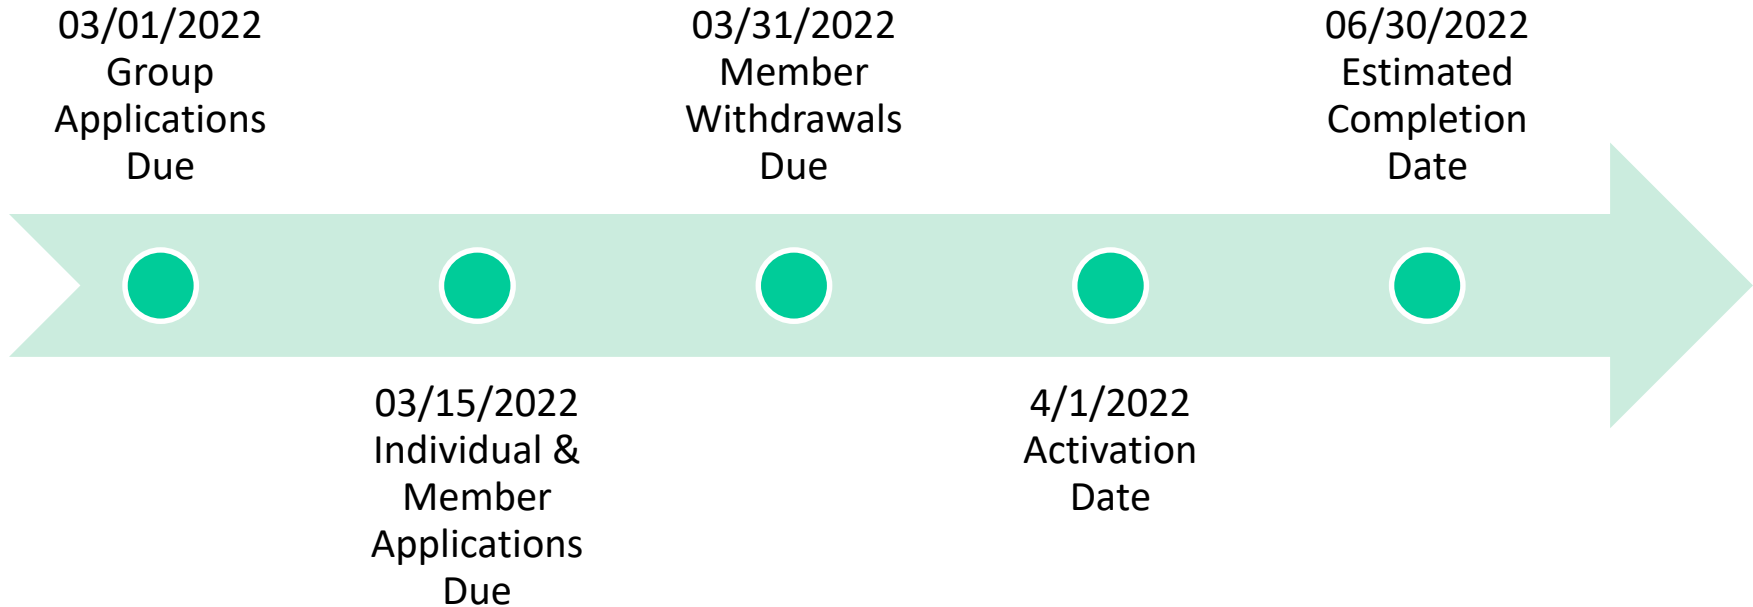 03/01/2022
Group
Applications
Due
03/15/2022
Individual &
Member
Applications
Due
03/31/2022
Member
Withdrawals
Due
4/1/2022
Activation
Date
06/30/2022
Estimated
Completion
Date